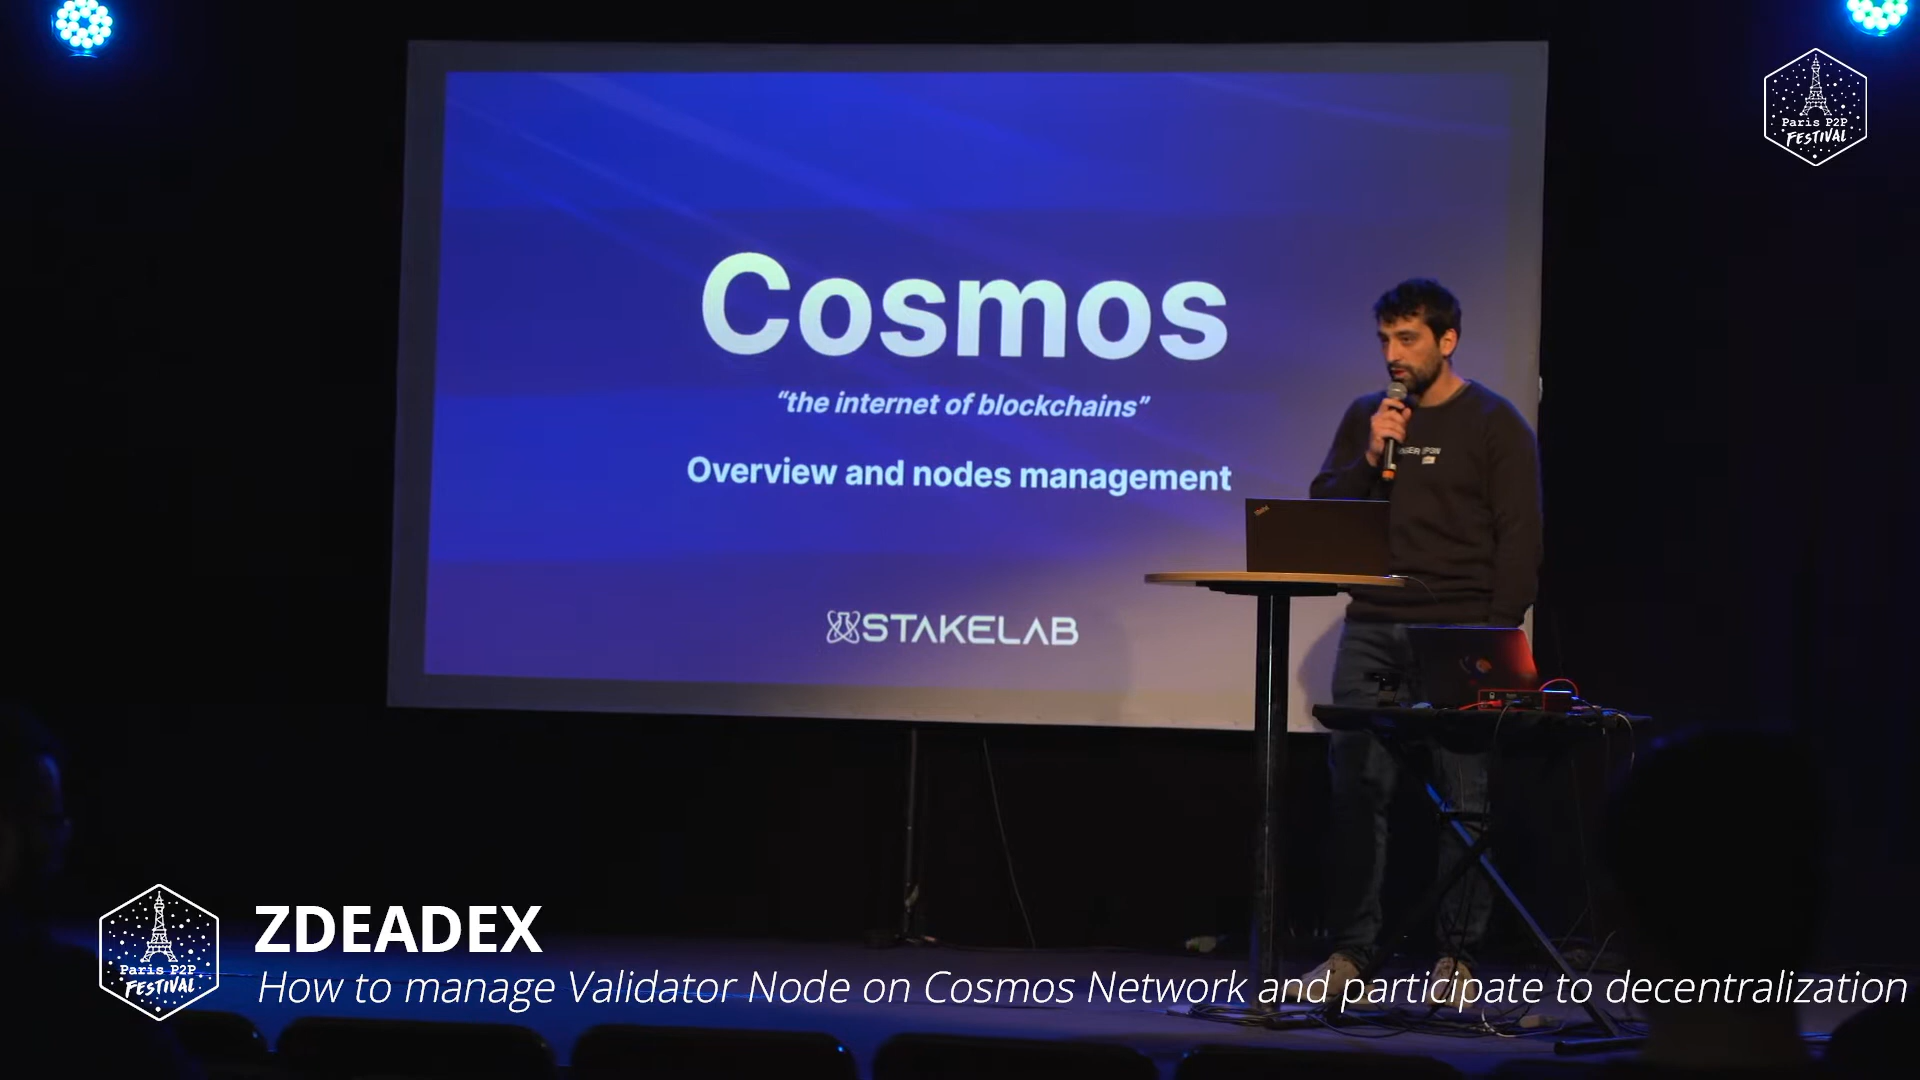 Paris P2P
FESTIVAL
Cosmos
“the internet of blockchains”
Overview and nodes management
STAKELAB
ZDEADEX
How to manage Validator Node on Cosmos Network and participate to decentralization
Paris P2P
FESTIVAL